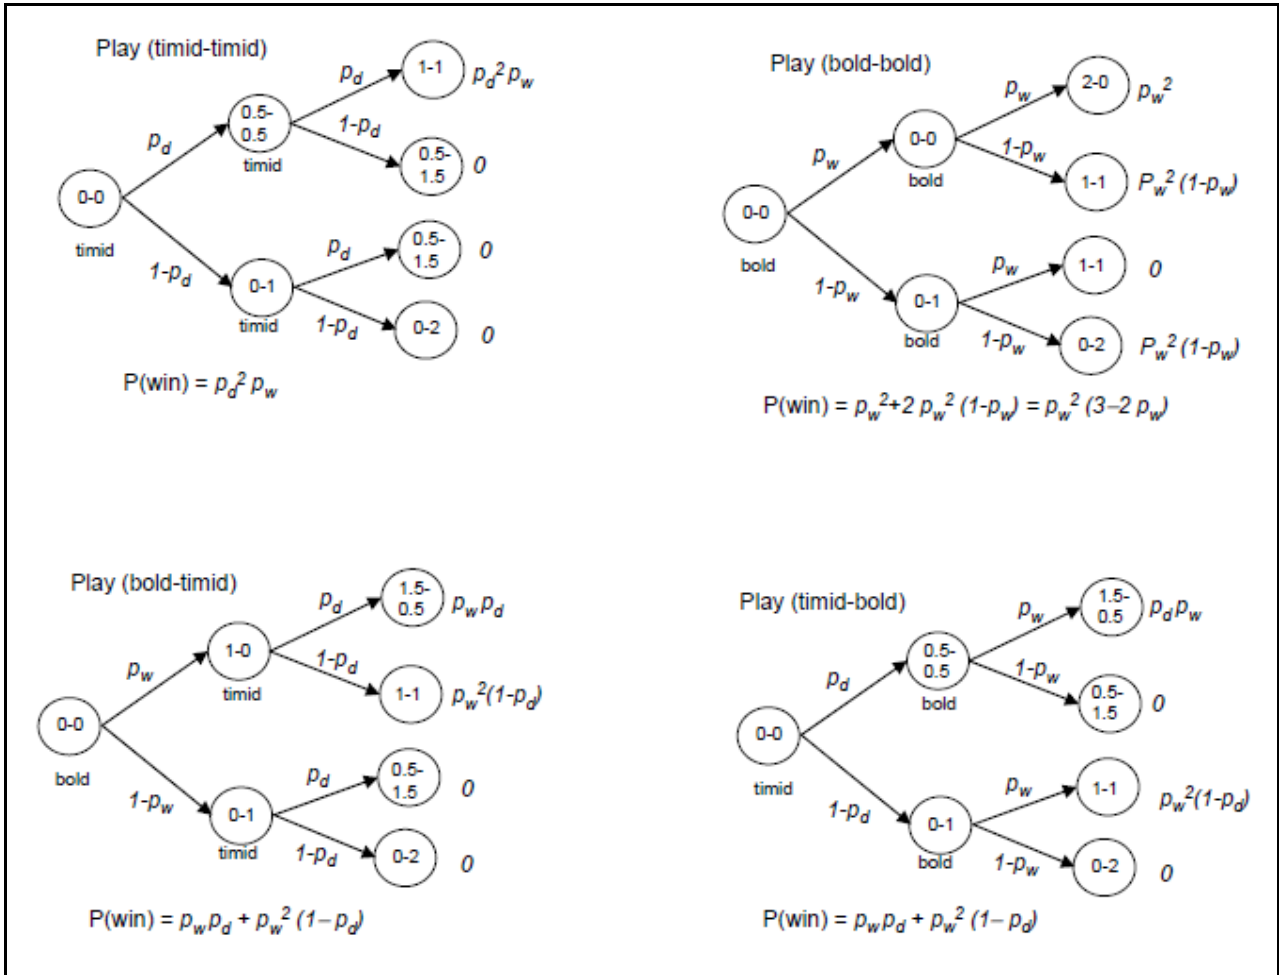 Play (timid-timid)
0-0
timid
p_d
1-p_d
0.5-
0.5
timid
0-1
timid
p_d
1-p_d
p_d
1-p_d
1-1
p_d^2 p_w
0.5-
1.5
0
0.5-
1.5
0
0-2
0
P(win) = p_d^2 p_w
Play (bold-bold)
0-0
bold
p_w
1-p_w
0-0
bold
0-1
bold
p_w
1-p_w
p_w
1-p_w
2-0
p_w^2
1-1
P_w^2 (1-p_w)
1-1
0
0-2
P_w^2 (1-p_w)
P(win) = p_w^2+2 p_w^2 (1-p_w) = p_w^2 (3–2 p_w)
Play (bold-timid)
0-0
bold
p_w
1-p_w
1-0
timid
0-1
timid
p_d
1-p_d
p_d
1-p_d
1.5-
0.5
p_w p_d
1-1
p_w^2(1-p_d)
0.5-
1.5
0
0-2
0
P(win) = p_w p_d + p_w^2 (1– p_d)
Play (timid-bold)
0-0
timid
p_d
1-p_d
0.5-
0.5
bold
0-1
bold
p_w
1-p_w
p_w
1-p_w
1.5-
0.5
p_d p_w
0.5-
1.5
0
1-1
p_w^2(1-p_d)
0-2
0
P(win) = p_w p_d + p_w^2 (1– p_d)